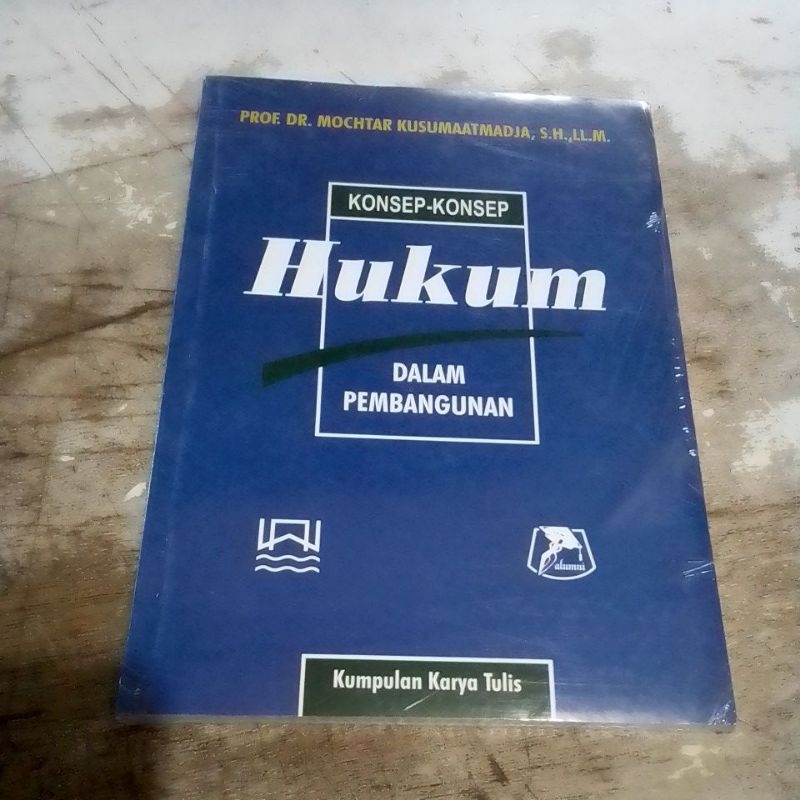 PROF. DR. MOCHTAR KUSUMAATMADJA, S.H.,LL.M.
KONSEP-KONSEP
Hukum
DALAM
PEMBANGUNAN
alumni
Kumpulan Karya Tulis